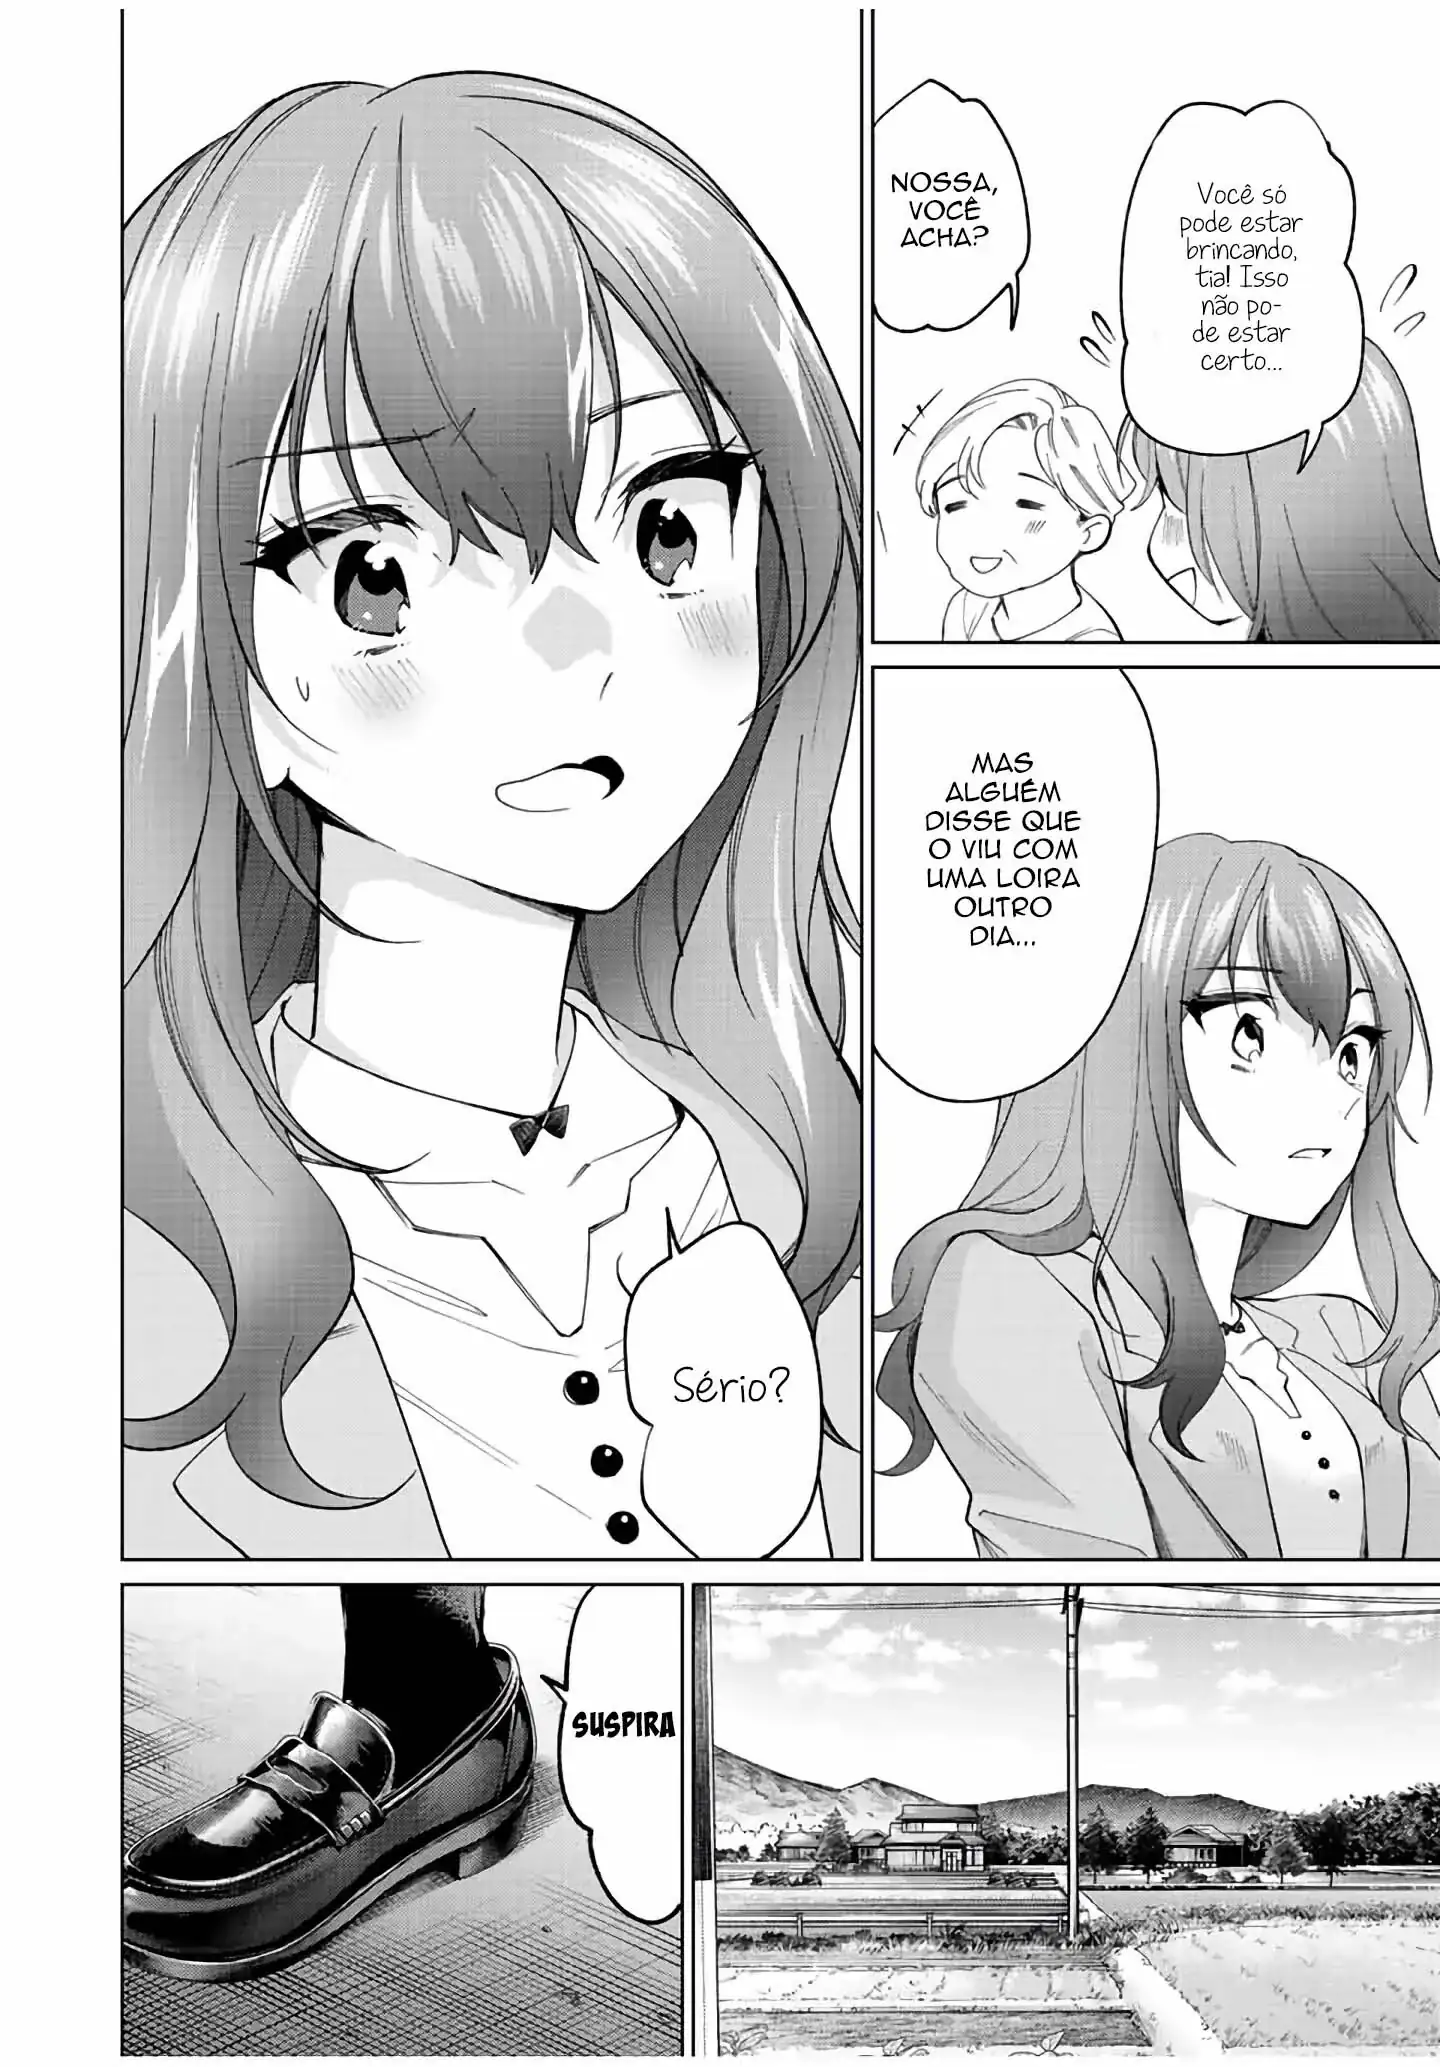 Você só
pode estar
brincando,
tia! Isso
não po-
de estar
certo...
NOSSA,
VOCÊ
ACHA?
MAS
ALGUÉM
DISSE QUE
O VIU COM
UMA LOIRA
OUTRO
DIA...
Sério?
SUSPIRA